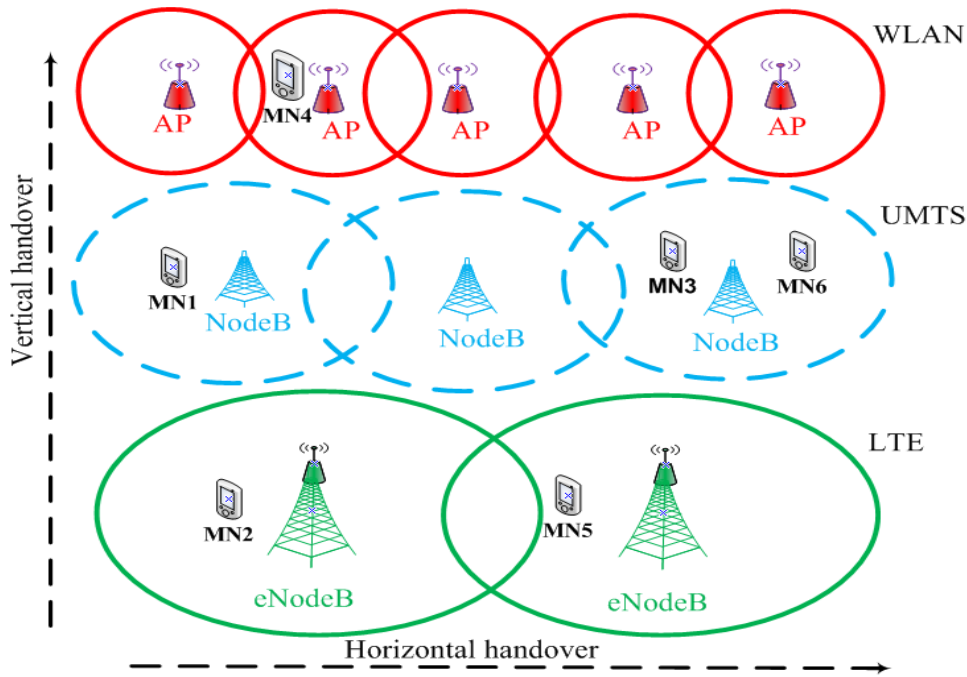 WLAN
AP
MN4
AP
AP
AP
AP
UMTS
MN1
NodeB
NodeB
MN3
MN6
NodeB
Vertical handover
LTE
MN2
eNodeB
MN5
eNodeB
Horizontal handover